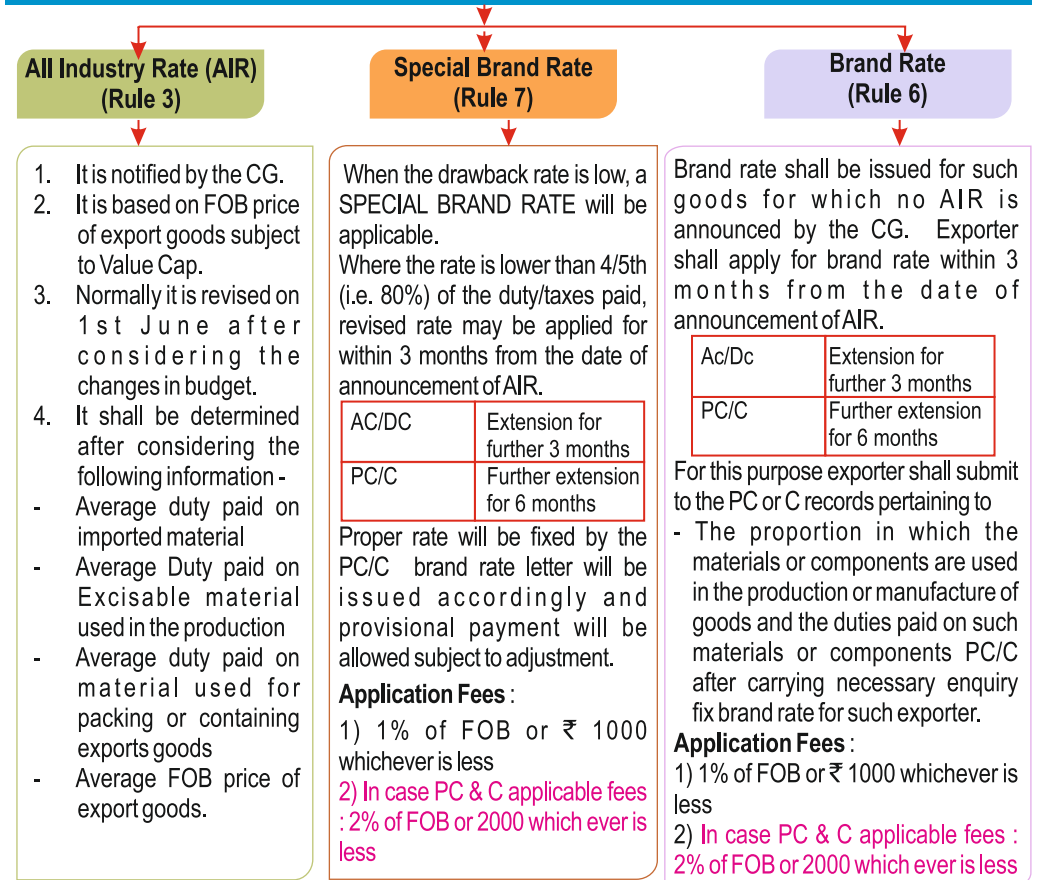 All Industry Rate (AIR)
(Rule 3)
1. It is notified by the CG.
2. It is based on FOB price
of export goods subject
to Value Cap.
3. Normally it is revised on
1st June after
considering the
changes in budget.
4. It shall be determined
after considering the
following information -
- Average duty paid on
imported material
- Average Duty paid on
Excisable material
used in the production
- Average duty paid on
material used for
packing or containing
exports goods
- Average FOB price of
export goods.
Special Brand Rate
(Rule 7)
When the drawback rate is low, a
SPECIAL BRAND RATE will be
applicable.
Where the rate is lower than 4/5th
(i.e. 80%) of the duty/taxes paid,
revised rate may be applied for
within 3 months from the date of
announcement of AIR.
AC/DC Extension for
further 3 months
PC/C Further extension
for 6 months
Proper rate will be fixed by the
PC/C brand rate letter will be
issued accordingly and
provisional payment will be
allowed subject to adjustment.
Application Fees :
1) 1% of FOB or ₹ 1000
whichever is less
2) In case PC & C applicable fees
: 2% of FOB or 2000 which ever is
less
Brand Rate
(Rule 6)
Brand rate shall be issued for such
goods for which no AIR is
announced by the CG. Exporter
shall apply for brand rate within 3
months from the date of
announcement of AIR.
Ac/Dc Extension for
further 3 months
PC/C Further extension
for 6 months
For this purpose exporter shall submit
to the PC or C records pertaining to
- The proportion in which the
materials or components are used
in the production or manufacture of
goods and the duties paid on such
materials or components PC/C
after carrying necessary enquiry
fix brand rate for such exporter.
Application Fees :
1) 1% of FOB or ₹ 1000 whichever is
less
2) In case PC & C applicable fees :
2% of FOB or 2000 which ever is less